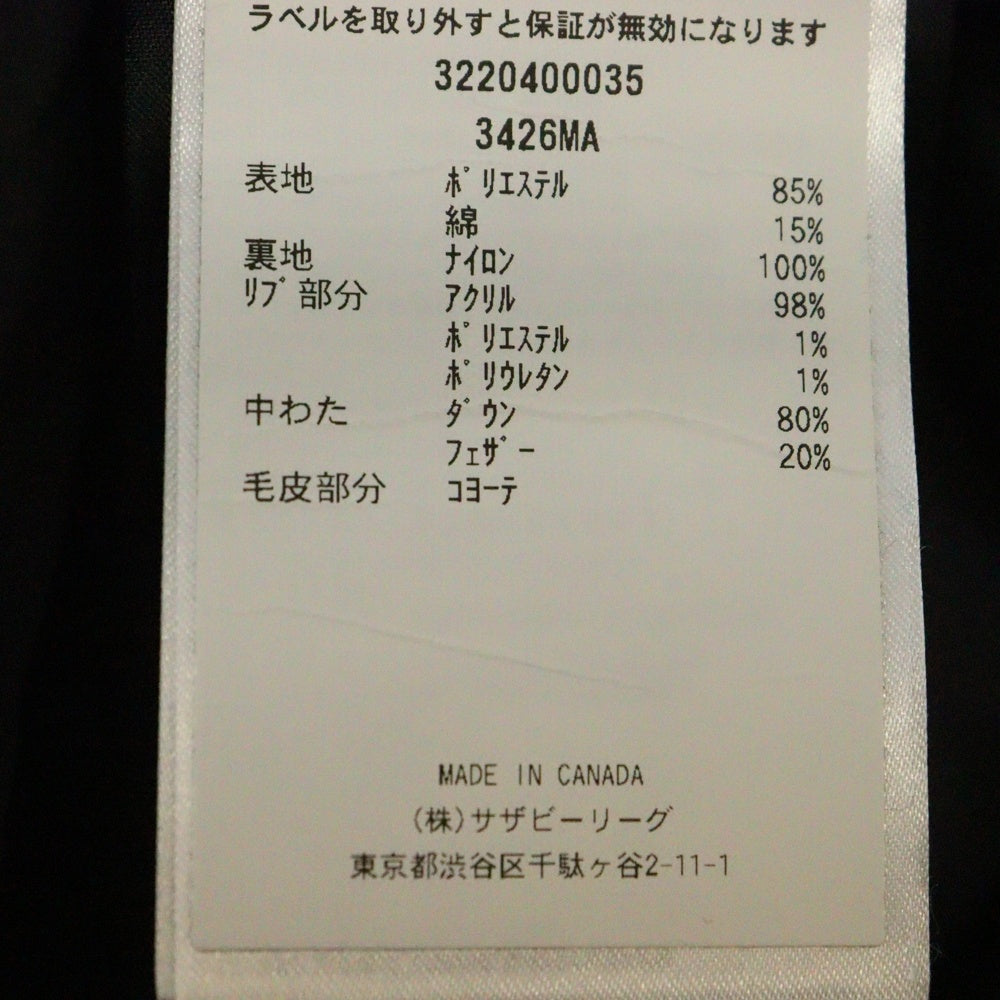 ラベルを取り外すと保証が無効になります
3220400035
3426MA
表地 ﾎﾟﾘｴｽﾃﾙ 85%
綿 15%
裏地 ﾅｲﾛﾝ 100%
ﾘﾌﾞ部分 ｱｸﾘﾙ 98%
ﾎﾟﾘｴｽﾃﾙ 1%
ﾎﾟﾘｳﾚﾀﾝ 1%
中わた ﾀﾞｳﾝ 80%
ﾌｪｻﾞｰ 20%
毛皮部分 ｺﾖｰﾃ
MADE IN CANADA
(株)サザビーリーグ
東京都渋谷区千駄ヶ谷2-11-1